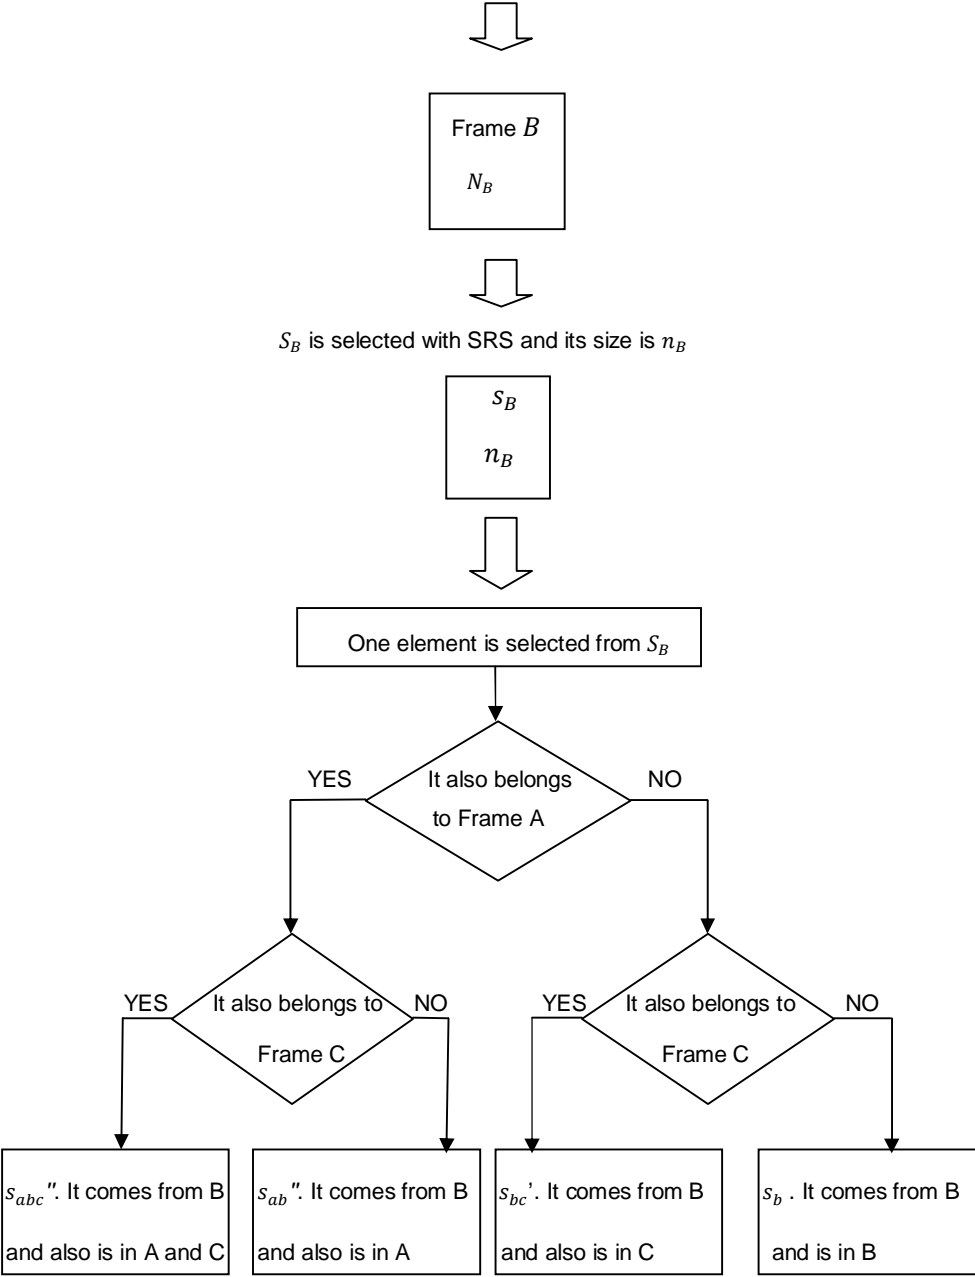 Frame B
N_B
S_B is selected with SRS and its size is n_B
s_B
n_B
One element is selected from S_B
YES
It also belongs
to Frame A
NO
YES
It also belongs to
Frame C
NO
YES
It also belongs to
Frame C
NO
s_abc″. It comes from B
and also is in A and C
s_ab″. It comes from B
and also is in A
s_bc’. It comes from B
and also is in C
s_b . It comes from B
and is in B